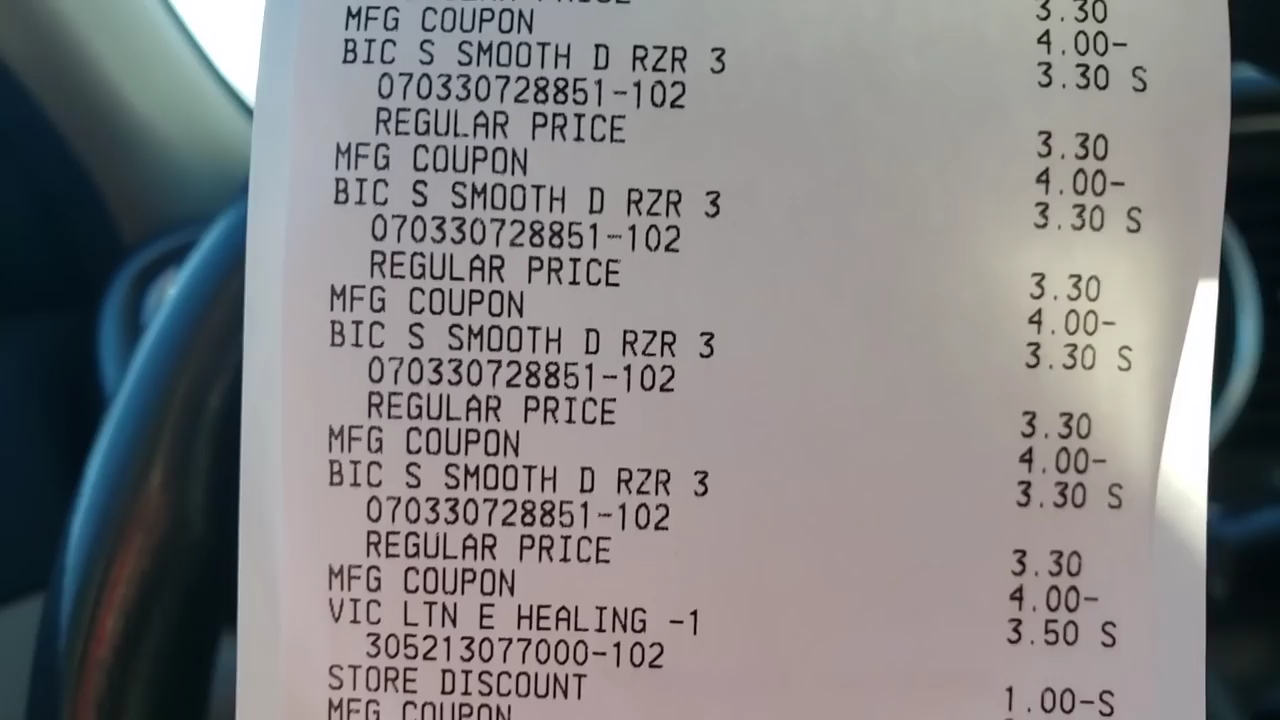 PRICE 3.30
MFG COUPON 4.00-
BIC S SMOOTH D RZR 3 3.30 S
070330728851-102
REGULAR PRICE 3.30
MFG COUPON 4.00-
BIC S SMOOTH D RZR 3 3.30 S
070330728851-102
REGULAR PRICE 3.30
MFG COUPON 4.00-
BIC S SMOOTH D RZR 3 3.30 S
070330728851-102
REGULAR PRICE 3.30
MFG COUPON 4.00-
BIC S SMOOTH D RZR 3 3.30 S
070330728851-102
REGULAR PRICE 3.30
MFG COUPON 4.00-
VIC LTN E HEALING -1 3.50 S
305213077000-102
STORE DISCOUNT 1.00-S
MFG COUPON